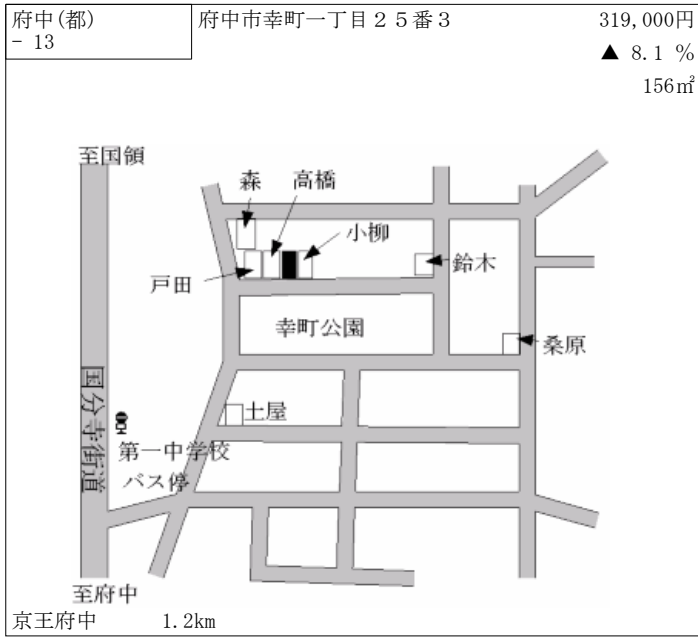 府中(都)
－ 13
府中市幸町一丁目２５番３
319,000円
▲ 8.1 %
156㎡
至国領
森
高橋
小柳
鈴木
戸田
幸町公園
桑原
国分寺街道
土屋
第一中学校
バス停
至府中
京王府中 1.2km